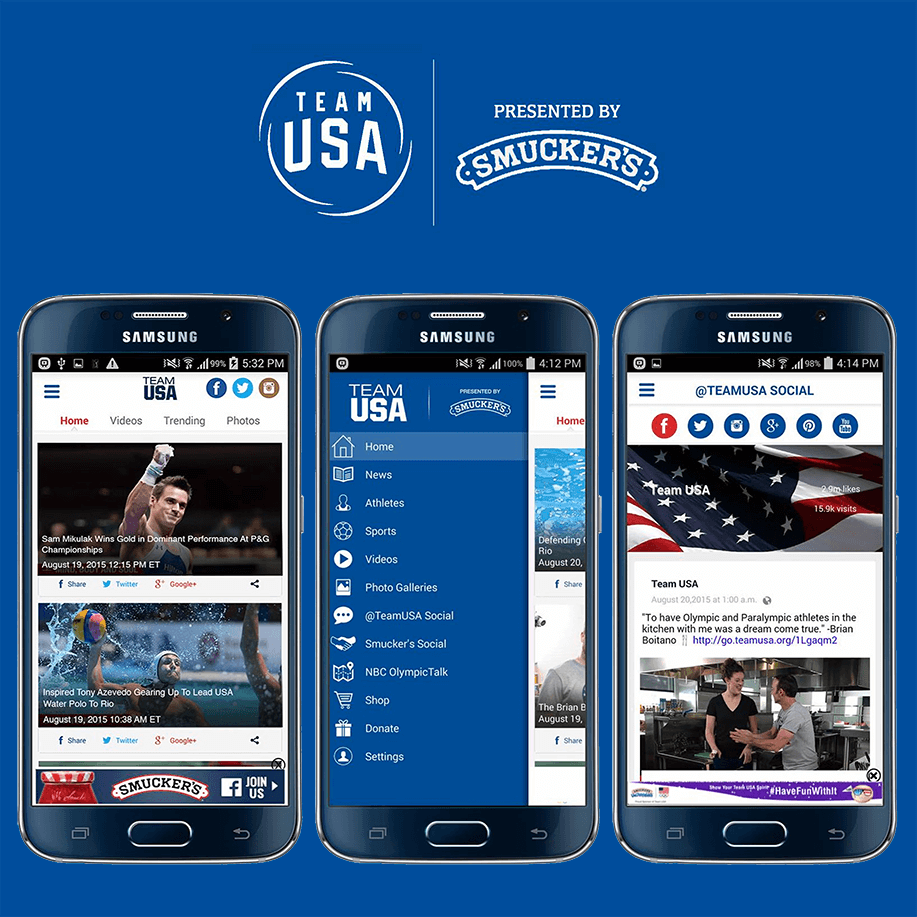 TEAM
USA
PRESENTED BY
SMUCKER'S
SAMSUNG
99% 5:32 PM
TEAM
USA
Home Videos Trending Photos
Sam Mikulak Wins Gold in Dominant Performance At P&G
Championships
August 19, 2015 12:15 PM ET
Share Twitter Google+
Inspired Tony Azevedo Gearing Up To Lead USA
Water Polo To Rio
August 19, 2015 10:38 AM ET
Share Twitter Google+
SMUCKER'S
JOIN
US
SAMSUNG
100% 4:12 PM
TEAM
USA
PRESENTED BY
SMUCKER'S
Home
News
Athletes
Sports
Videos
Photo Galleries
@TeamUSA Social
Smucker's Social
NBC OlympicTalk
Shop
Donate
Settings
Home
Defending
Rio
August 20,
Share
The Brian B
August 19,
Share
SAMSUNG
98% 4:14 PM
@TEAMUSA SOCIAL
You
Tube
Team USA
2.9m likes
15.9k visits
Team USA
August 20,2015 at 1:00 a.m.
"To have Olympic and Paralympic athletes in the
kitchen with me was a dream come true." -Brian
Boitano http://go.teamusa.org/1Lgaqm2
Show Your Team USA Spirit
#HaveFunWithIt